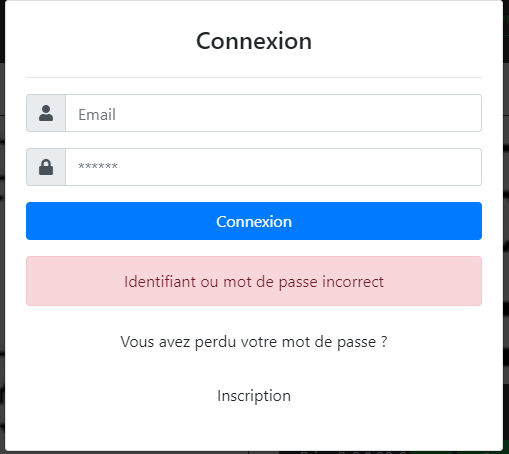 Connexion
Email
******
Connexion
Identifiant ou mot de passe incorrect
Vous avez perdu votre mot de passe ?
Inscription